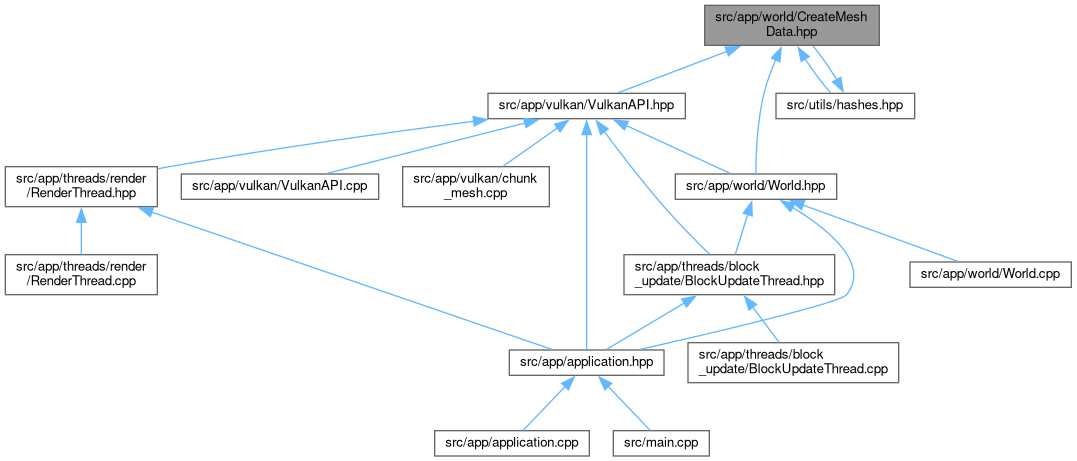 src/app/world/CreateMesh
Data.hpp
src/app/vulkan/VulkanAPI.hpp
src/utils/hashes.hpp
src/app/threads/render
/RenderThread.hpp
src/app/vulkan/VulkanAPI.cpp
src/app/vulkan/chunk
_mesh.cpp
src/app/world/World.hpp
src/app/threads/render
/RenderThread.cpp
src/app/threads/block
_update/BlockUpdateThread.hpp
src/app/world/World.cpp
src/app/application.hpp
src/app/threads/block
_update/BlockUpdateThread.cpp
src/app/application.cpp
src/main.cpp